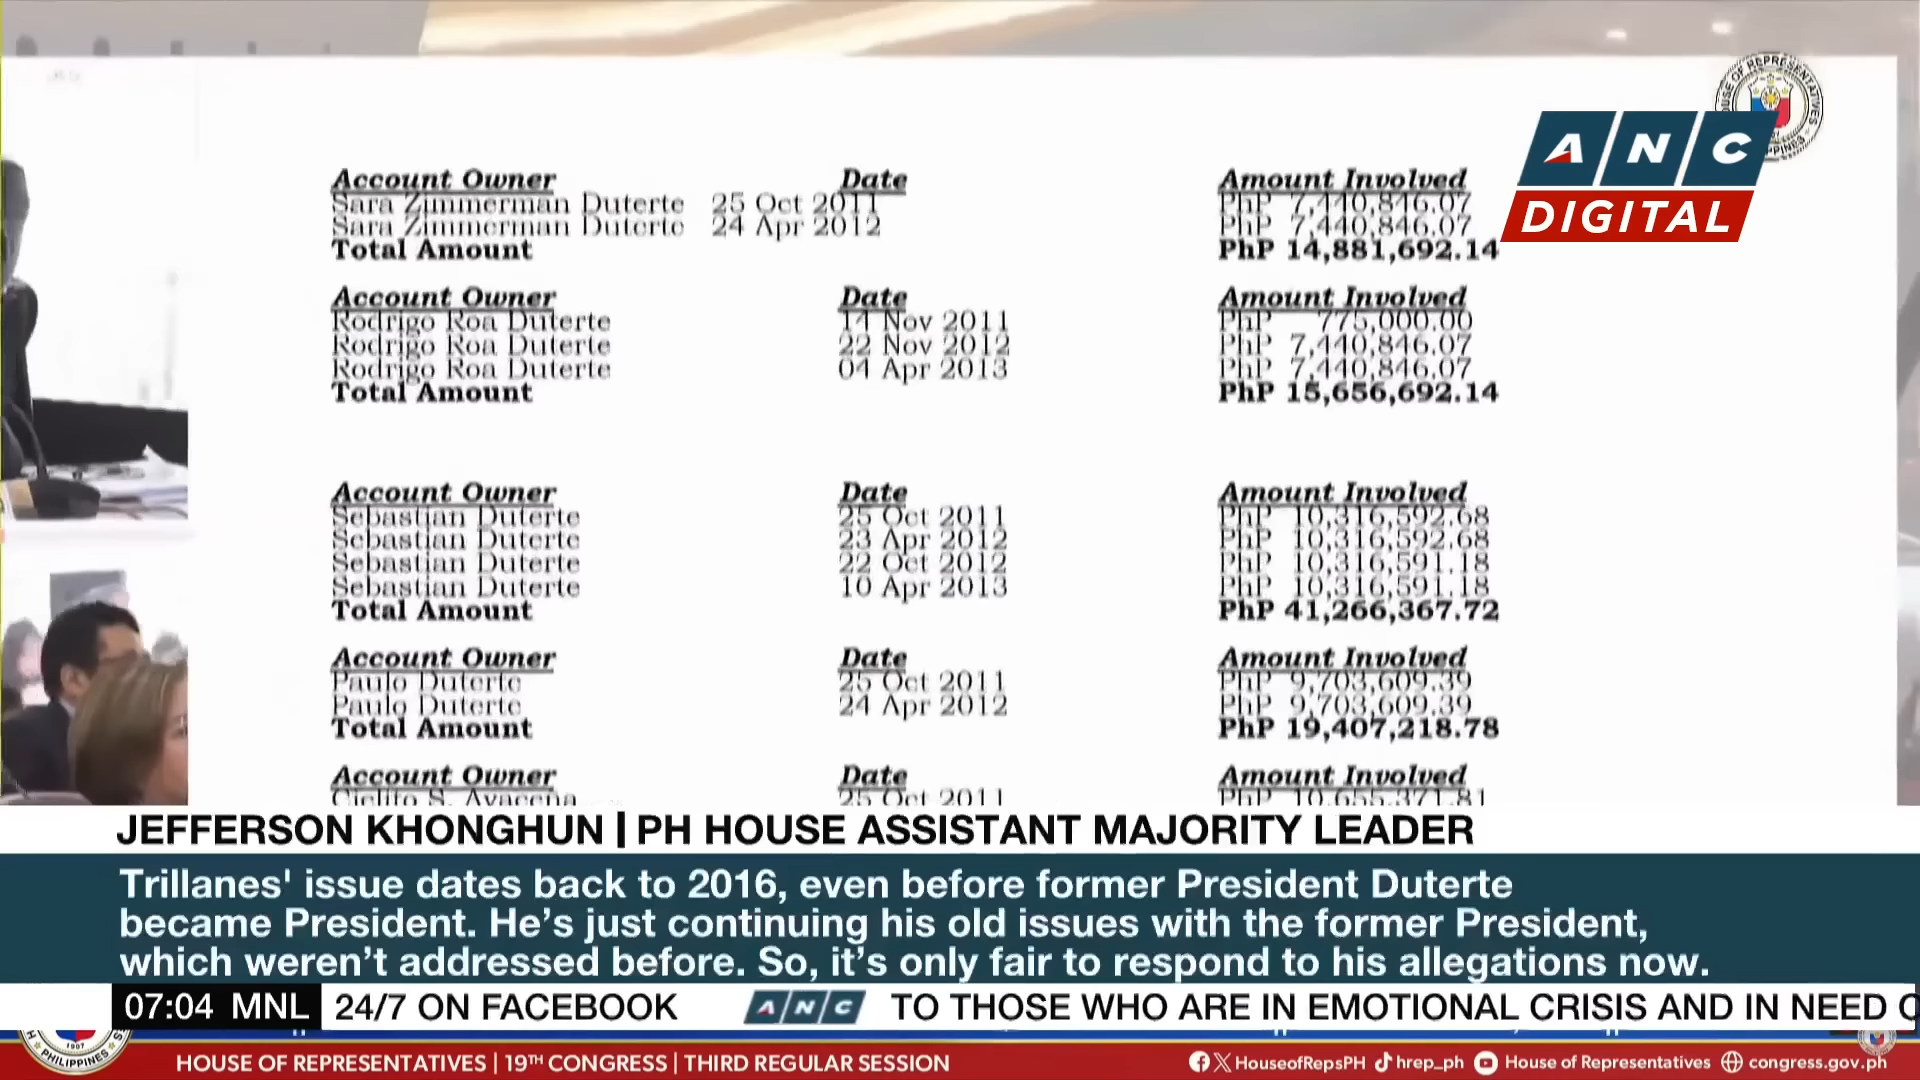 Account Owner Date Amount Involved
Sara Zimmerman Duterte 25 Oct 2011 PhP 7,440,846.07
Sara Zimmerman Duterte 24 Apr 2012 PhP 7,440,846.07
Total Amount PhP 14,881,692.14
Account Owner Date Amount Involved
Rodrigo Roa Duterte 11 Nov 2011 PhP 775,000.00
Rodrigo Roa Duterte 22 Nov 2012 PhP 7,440,846.07
Rodrigo Roa Duterte 04 Apr 2013 PhP 7,440,846.07
Total Amount PhP 15,656,692.14
Account Owner Date Amount Involved
Sebastian Duterte 25 Oct 2011 PhP 10,316,592.68
Sebastian Duterte 23 Apr 2012 PhP 10,316,592.68
Sebastian Duterte 22 Oct 2012 PhP 10,316,591.18
Sebastian Duterte 10 Apr 2013 PhP 10,316,591.18
Total Amount PhP 41,266,367.72
Account Owner Date Amount Involved
Paulo Duterte 25 Oct 2011 PhP 9,703,609.39
Paulo Duterte 24 Apr 2012 PhP 9,703,609.39
Total Amount PhP 19,407,218.78
Account Owner Date Amount Involved
25 Oct 2011 PhP 10,655,371.81
ANC
DIGITAL
JEFFERSON KHONGHUN | PH HOUSE ASSISTANT MAJORITY LEADER
Trillanes' issue dates back to 2016, even before former President Duterte
became President. He's just continuing his old issues with the former President,
which weren't addressed before. So, it's only fair to respond to his allegations now.
07:04 MNL 24/7 ON FACEBOOK ANC TO THOSE WHO ARE IN EMOTIONAL CRISIS AND IN NEED
HOUSE OF REPRESENTATIVES | 19TH CONGRESS | THIRD REGULAR SESSION
HouseofRepsPH hrep_ph House of Representatives congress.gov.ph